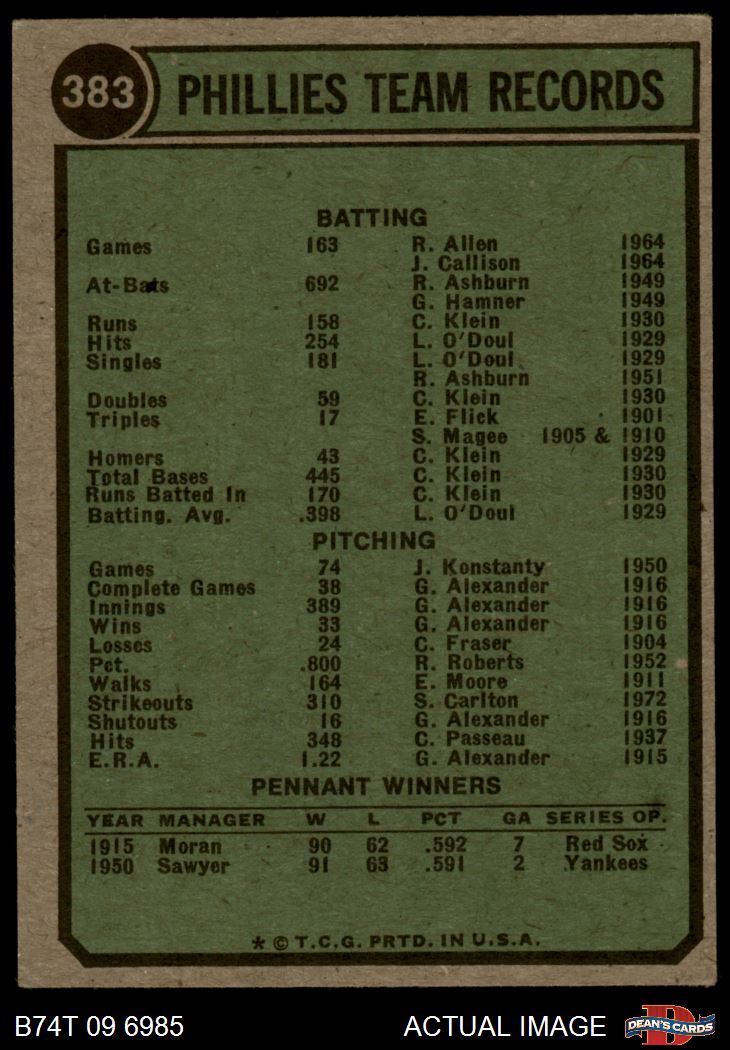 383 PHILLIES TEAM RECORDS
BATTING
Games 163 R. Allen 1964
J. Callison 1964
At-Bats 692 R. Ashburn 1949
G. Hamner 1949
Runs 158 C. Klein 1930
Hits 254 L. O'Doul 1929
Singles 181 L. O'Doul 1929
R. Ashburn 1951
Doubles 59 C. Klein 1930
Triples 17 E. Flick 1901
S. Magee 1905 & 1910
Homers 43 C. Klein 1929
Total Bases 445 C. Klein 1930
Runs Batted In 170 C. Klein 1930
Batting. Avg. .398 L. O'Doul 1929
PITCHING
Games 74 J. Konstanty 1950
Complete Games 38 G. Alexander 1916
Innings 389 G. Alexander 1916
Wins 33 G. Alexander 1916
Losses 24 C. Fraser 1904
Pct. .800 R. Roberts 1952
Walks 164 E. Moore 1911
Strikeouts 310 S. Carlton 1972
Shutouts 16 G. Alexander 1916
Hits 348 C. Passeau 1937
E.R.A. 1.22 G. Alexander 1915
PENNANT WINNERS
YEAR MANAGER W L PCT GA SERIES OP.
1915 Moran 90 62 .592 7 Red Sox
1950 Sawyer 91 63 .591 2 Yankees
* © T.C.G. PRTD. IN U.S.A.
B74T 09 6985 ACTUAL IMAGE D DEAN'S CARDS